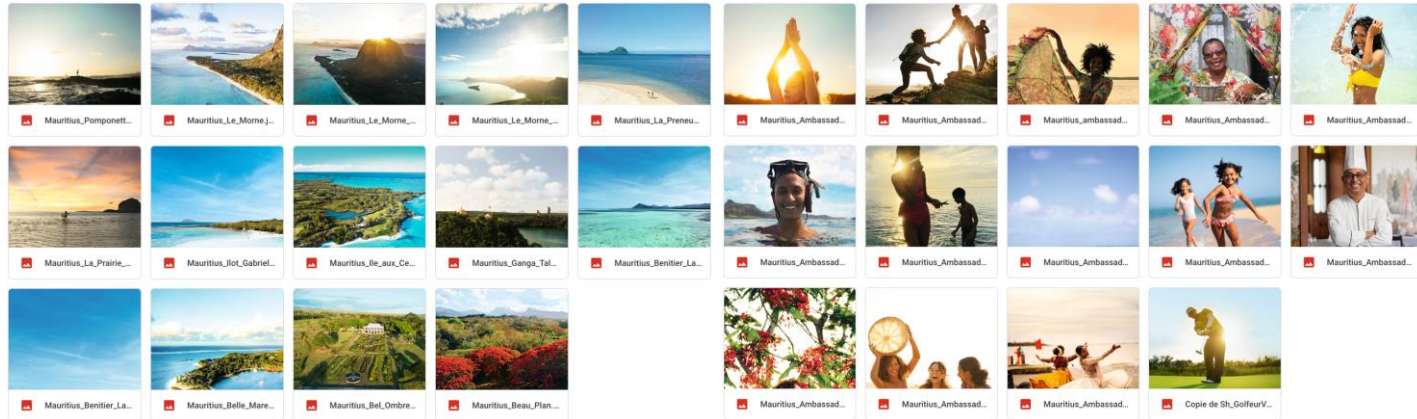 Mauritius_Pomponett...
Mauritius_Le_Morne.j...
Mauritius_Le_Morne_...
Mauritius_Le_Morne_...
Mauritius_La_Preneu...
Mauritius_Ambassad...
Mauritius_Ambassad...
Mauritius_ambassad...
Mauritius_Ambassad...
Mauritius_Ambassad...
Mauritius_La_Prairie_...
Mauritius_Ilot_Gabriel...
Mauritius_Ile_aux_Ce...
Mauritius_Ganga_Tal...
Mauritius_Benitier_La...
Mauritius_Ambassad...
Mauritius_Ambassad...
Mauritius_Ambassad...
Mauritius_Ambassad...
Mauritius_Ambassad...
Mauritius_Benitier_La...
Mauritius_Belle_Mare...
Mauritius_Bel_Ombre...
Mauritius_Beau_Plan....
Mauritius_Ambassad...
Mauritius_Ambassad...
Mauritius_Ambassad...
Copie de Sh_GolfeurV...